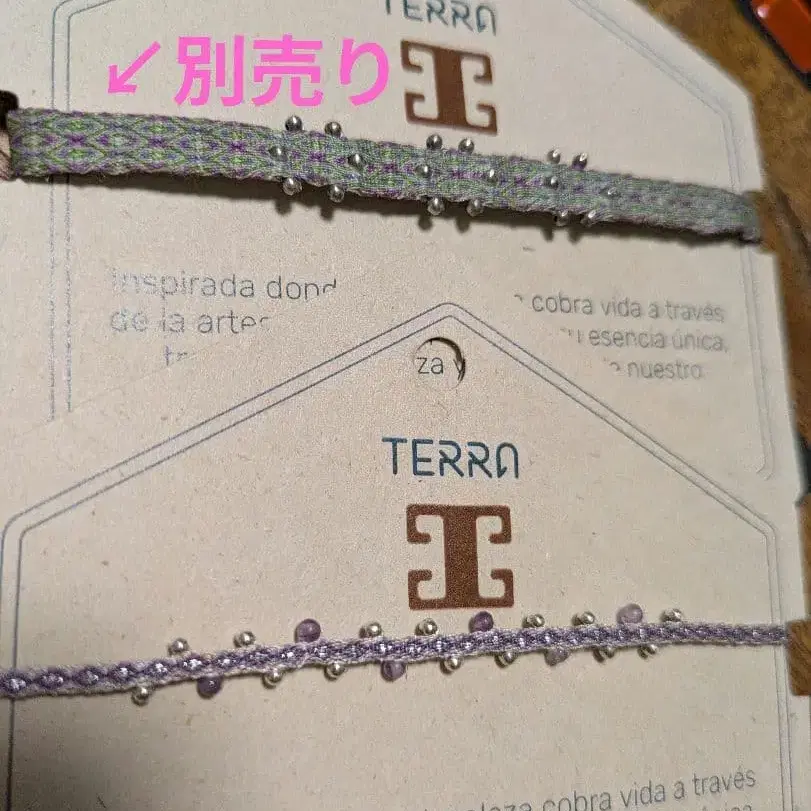 TERRA
↙別売り
Inspirada dond
cobra vida a través
de la arte
esencia única,
nuestro
za y
TERRA
cobra vida a través